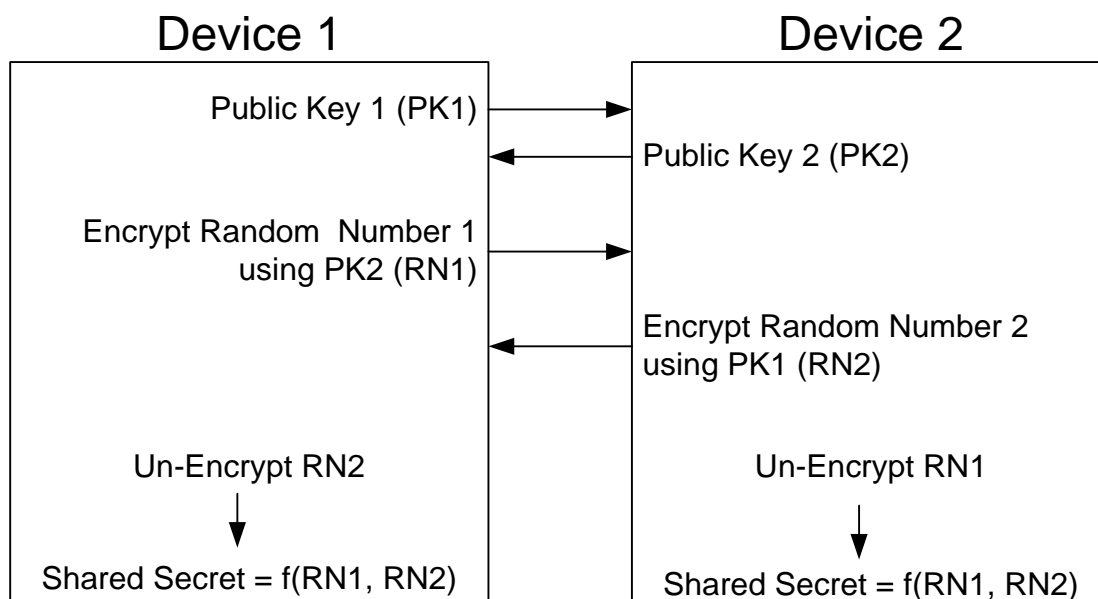 Device 1
Device 2
Public Key 1 (PK1)
Public Key 2 (PK2)
Encrypt Random Number 1
using PK2 (RN1)
Encrypt Random Number 2
using PK1 (RN2)
Un-Encrypt RN2
Un-Encrypt RN1
Shared Secret = f(RN1, RN2)
Shared Secret = f(RN1, RN2)